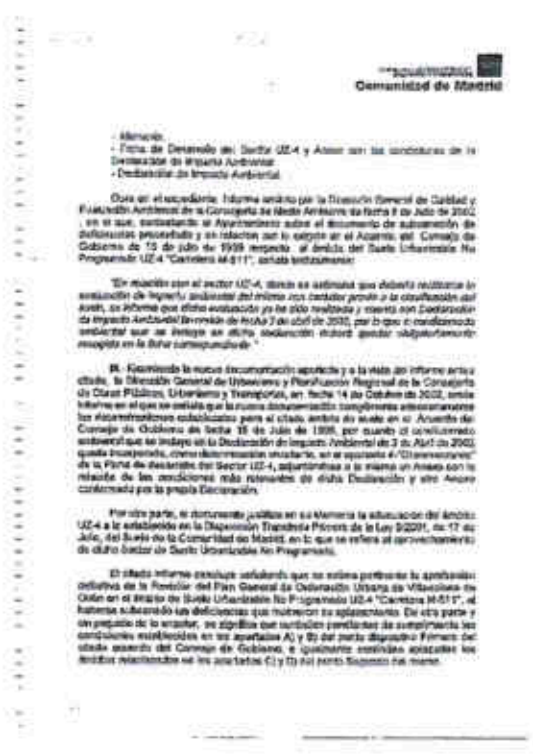 Comunidad de Madrid
- Memoria.
- Ficha de Desarrollo del Sector UZ-4 y Anexo con las condiciones de la
Declaración de Impacto Ambiental
- Declaración de Impacto Ambiental.
Obra en el expediente, Informe emitido por la Dirección General de Calidad y
Evaluación Ambiental de la Consejería de Medio Ambiente de fecha 8 de Julio de 2002
, en el que, contestando al Ayuntamiento sobre el documento de subsanación de
deficiencias presentado y en relación con lo exigido en el Acuerdo del Consejo de
Gobierno de 15 de julio de 1999 respecto al ámbito del Suelo Urbanizable No
Programado UZ-4 "Carretera M-511", señala textualmente:
"En relación con el sector UZ-4, donde se estimaba que debería realizarse la
evaluación de impacto ambiental del mismo con carácter previo a la clasificación del
suelo, se informa que dicha evaluación ya ha sido realizada y cuenta con Declaración
de Impacto Ambiental de fecha 3 de abril de 2002, por lo que el condicionado
ambiental que se incluye en dicha declaración deberá quedar obligatoriamente
recogido en la ficha correspondiente."
IX.- Examinada la nueva documentación aportada y a la vista del informe antes
citado, la Dirección General de Urbanismo y Planificación Regional de la Consejería
de Obras Públicas, Urbanismo y Transportes, en fecha 14 de Octubre de 2002, emite
informe en el que se señala que la nueva documentación cumplimenta adecuadamente
las determinaciones establecidas para el citado ámbito de suelo en el Acuerdo del
Consejo de Gobierno de fecha 15 de Julio de 1999, por cuanto el condicionado
ambiental que se incluye en la Declaración de Impacto Ambiental de 3 de Abril de 2002,
queda incorporado, como determinación vinculante, en el apartado de "Observaciones"
de la Ficha de desarrollo del Sector UZ-4, adjuntándose a la misma un Anexo con la
relación de las condiciones más relevantes de dicha Declaración y otro Anexo
conformado por la propia Declaración.
Por otra parte, el documento justifica en su Memoria la adecuación del ámbito
UZ-4 a lo establecido en la Disposición Transitoria Primera de la Ley 9/2001, de 17 de
Julio, del Suelo de la Comunidad de Madrid, en lo que se refiere al aprovechamiento
de dicho Sector de Suelo Urbanizable No Programado.
El citado informe concluye señalando que se estima pertinente la aprobación
definitiva de la Revisión del Plan General de Ordenación Urbana de Villaviciosa de
Odón en el ámbito de Suelo Urbanizable No Programado UZ-4 "Carretera M-511", al
haberse subsanado las deficiencias que motivaron su aplazamiento. De otra parte y
sin perjuicio de lo anterior, se significa que continúan pendientes de cumplimiento las
condiciones establecidas en los apartados A) y B) del punto dispositivo Primero del
citado acuerdo del Consejo de Gobierno, e igualmente continúan aplazados los
ámbitos relacionados en los apartados C) y D) del punto Segundo del mismo.